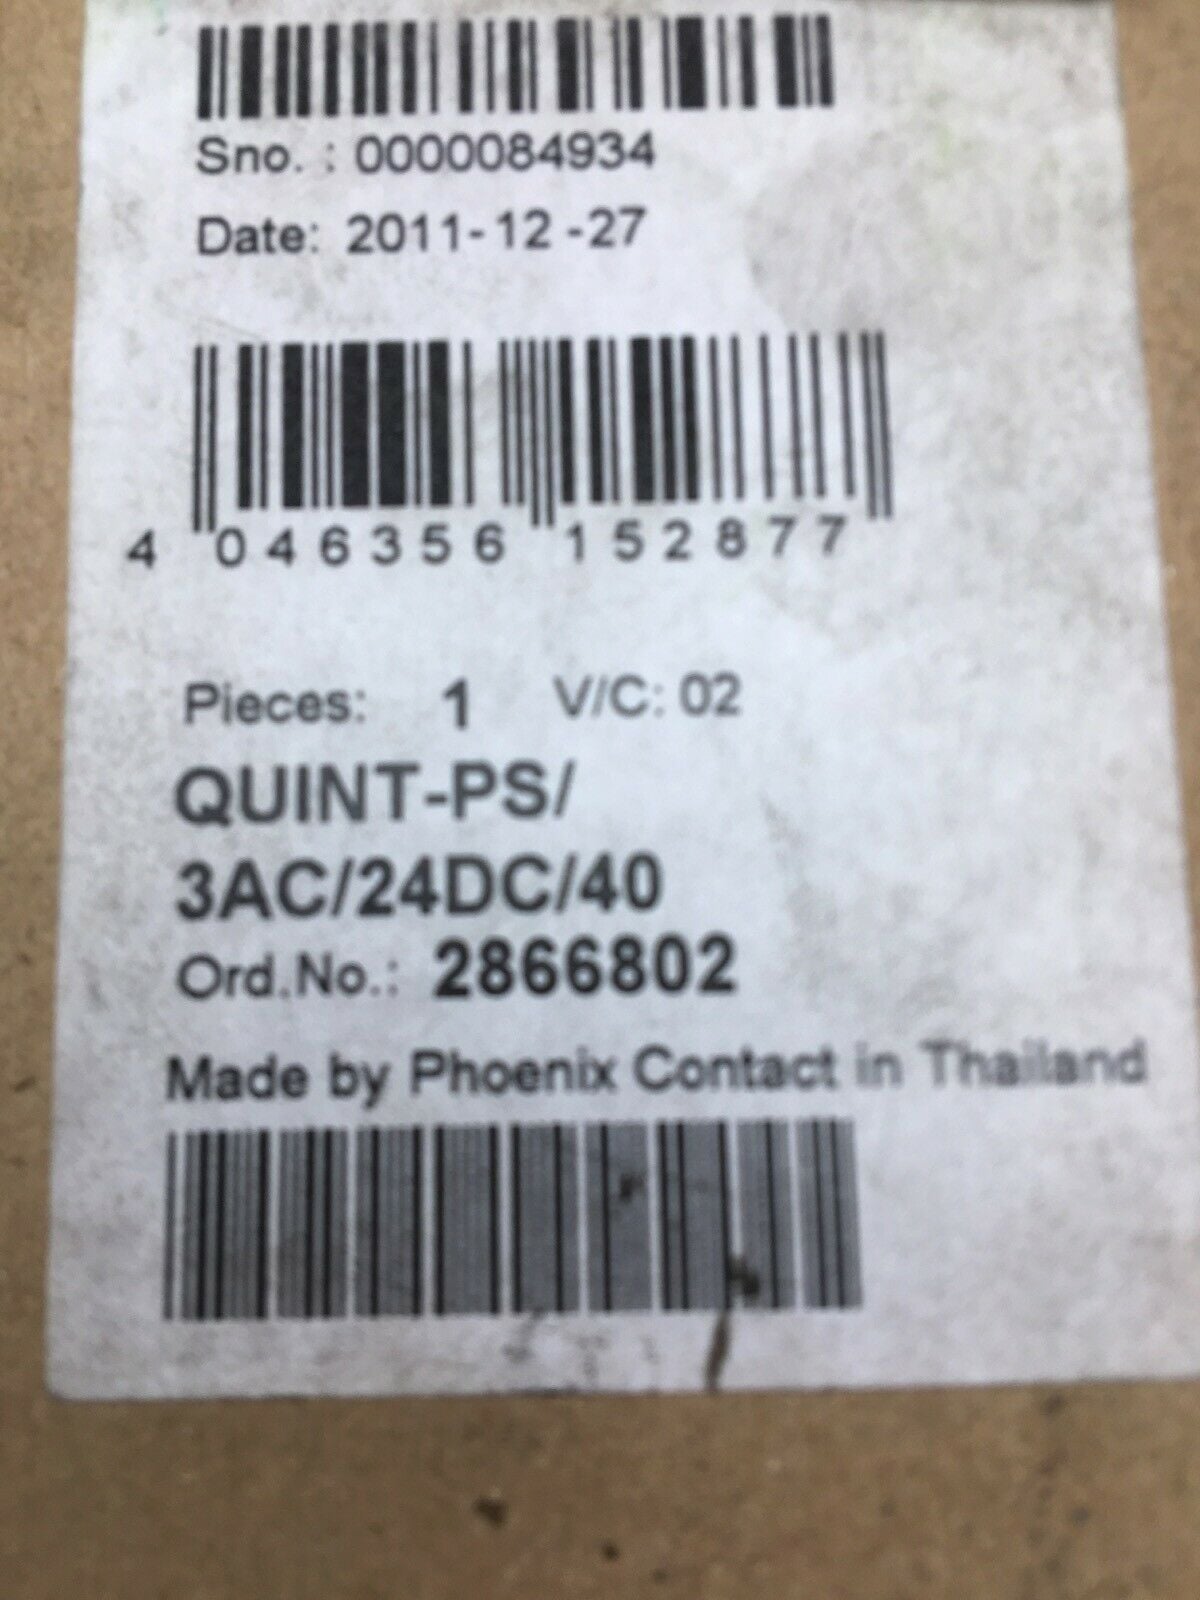 Sno. : 0000084934
Date: 2011-12-27
4 046356 152877
Pieces: 1 V/C: 02
QUINT-PS/
3AC/24DC/40
Ord.No.: 2866802
Made by Phoenix Contact in Thailand